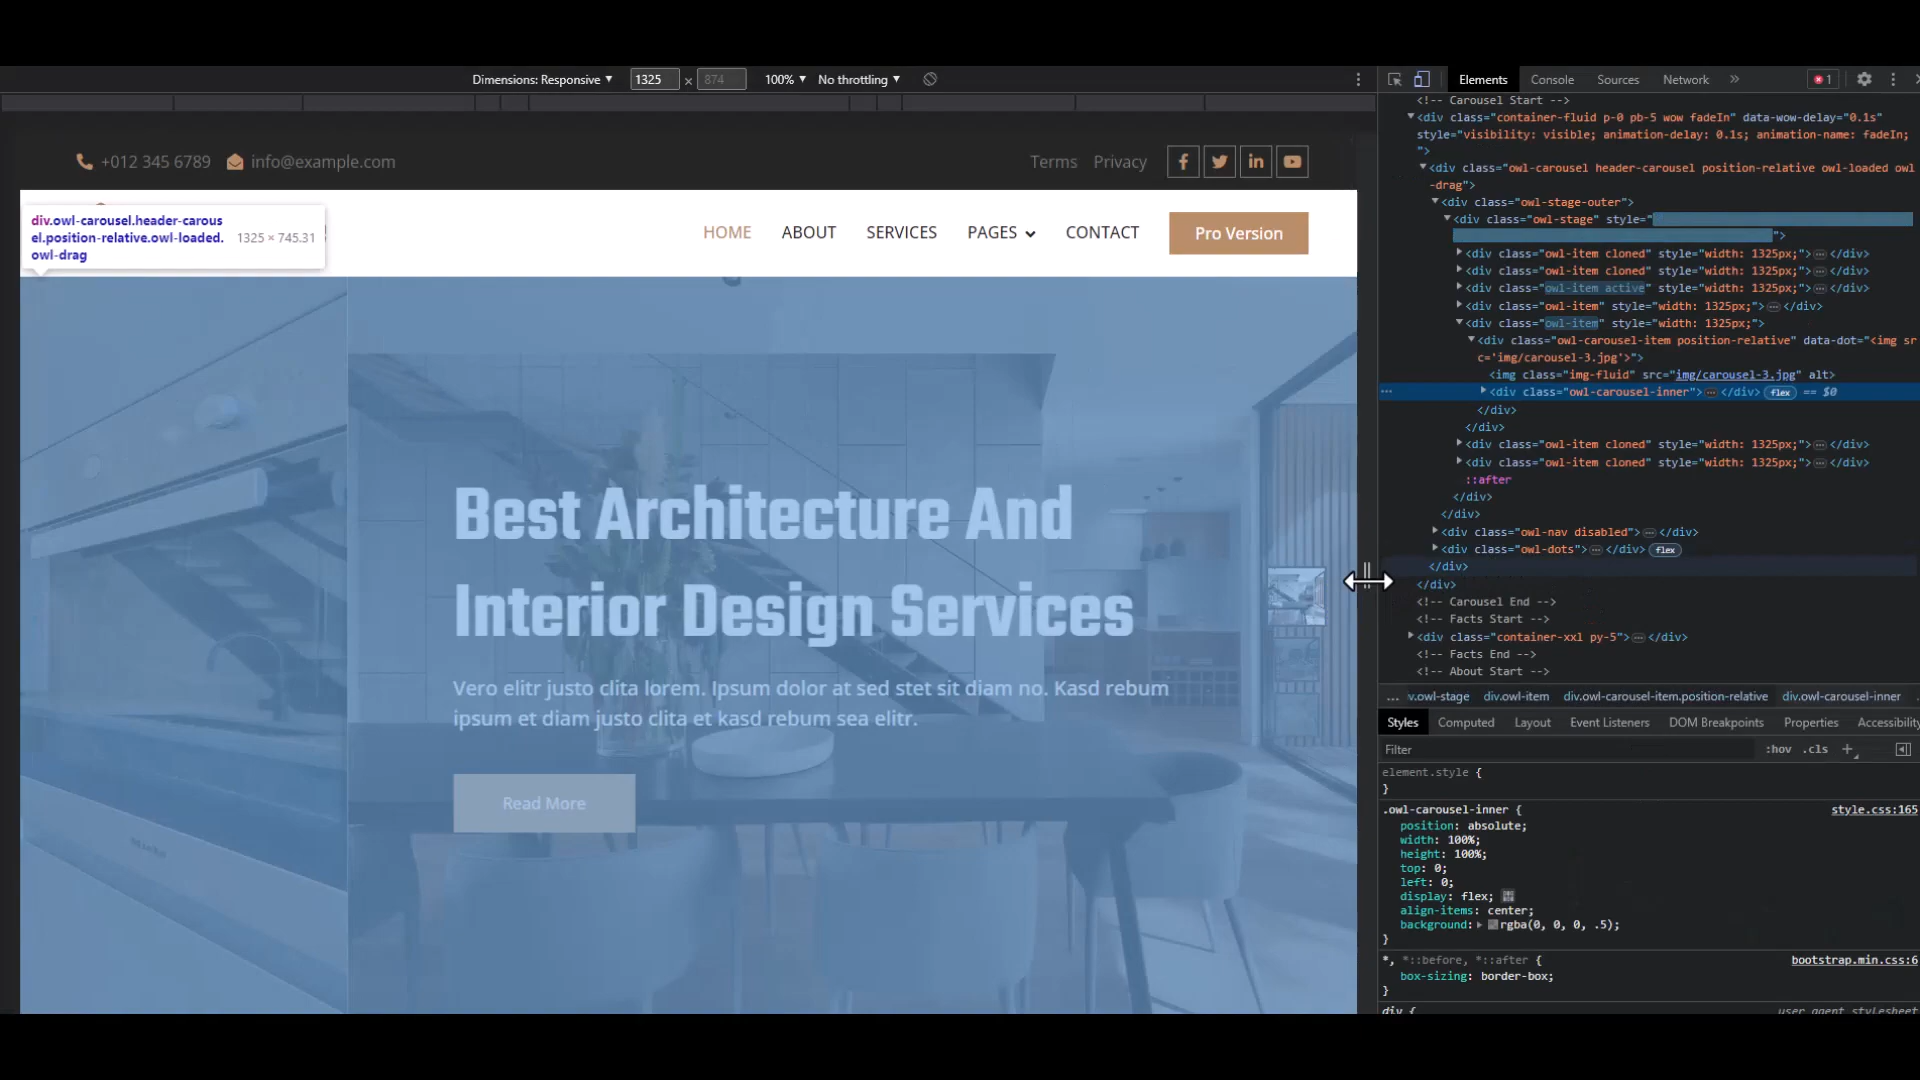 Dimensions: Responsive ▼ 1325 × 874 100% ▼ No throttling ▼
+012 345 6789 info@example.com Terms Privacy
div.owl-carousel.header-carous
el.position-relative.owl-loaded.
owl-drag
1325 × 745.31
HOME ABOUT SERVICES PAGES CONTACT Pro Version
Best Architecture And
Interior Design Services
Vero elitr justo clita lorem. Ipsum dolor at sed stet sit diam no. Kasd rebum
ipsum et diam justo clita et kasd rebum sea elitr.
Read More
Elements Console Sources Network » 1
<!-- Carousel Start -->
<div class="container-fluid p-0 pb-5 wow fadeIn" data-wow-delay="0.1s"
style="visibility: visible; animation-delay: 0.1s; animation-name: fadeIn;
">
<div class="owl-carousel header-carousel position-relative owl-loaded owl
-drag">
<div class="owl-stage-outer">
<div class="owl-stage" style="
">
<div class="owl-item cloned" style="width: 1325px;">…</div>
<div class="owl-item cloned" style="width: 1325px;">…</div>
<div class="owl-item active" style="width: 1325px;">…</div>
<div class="owl-item" style="width: 1325px;">…</div>
<div class="owl-item" style="width: 1325px;">
<div class="owl-carousel-item position-relative" data-dot="<img sr
c='img/carousel-3.jpg'>">
<img class="img-fluid" src="img/carousel-3.jpg" alt>
… <div class="owl-carousel-inner">…</div> flex == $0
</div>
</div>
<div class="owl-item cloned" style="width: 1325px;">…</div>
<div class="owl-item cloned" style="width: 1325px;">…</div>
::after
</div>
</div>
<div class="owl-nav disabled">…</div>
<div class="owl-dots">…</div> flex
</div>
</div>
<!-- Carousel End -->
<!-- Facts Start -->
<div class="container-xxl py-5">…</div>
<!-- Facts End -->
<!-- About Start -->
… v.owl-stage div.owl-item div.owl-carousel-item.position-relative div.owl-carousel-inner
Styles Computed Layout Event Listeners DOM Breakpoints Properties Accessibility
Filter :hov .cls +
element.style {
}
.owl-carousel-inner { style.css:165
position: absolute;
width: 100%;
height: 100%;
top: 0;
left: 0;
display: flex;
align-items: center;
background: rgba(0, 0, 0, .5);
}
*, *::before, *::after { bootstrap.min.css:6
box-sizing: border-box;
}
div { user agent stylesheet